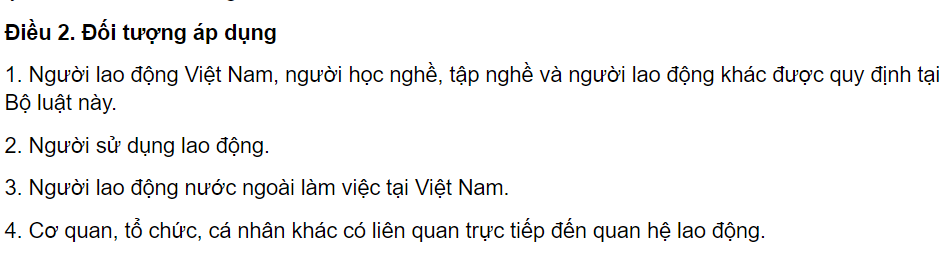 Điều 2. Đối tượng áp dụng
1. Người lao động Việt Nam, người học nghề, tập nghề và người lao động khác được quy định tại
Bộ luật này.
2. Người sử dụng lao động.
3. Người lao động nước ngoài làm việc tại Việt Nam.
4. Cơ quan, tổ chức, cá nhân khác có liên quan trực tiếp đến quan hệ lao động.